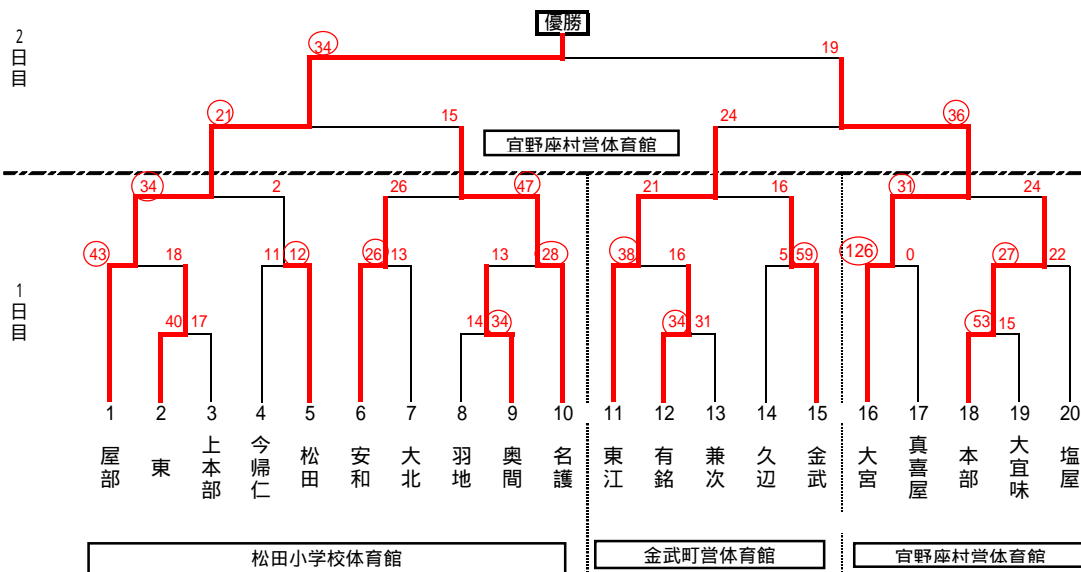 優勝
2日目
34 19
21 15 24 36
宜野座村営体育館
34 2 26 47 21 16 31 24
43 18 11 12 26 13 13 28 38 16 5 59 126 0 27 22
1日目
40 17 14 34 34 31 53 15
1 2 3 4 5 6 7 8 9 10 11 12 13 14 15 16 17 18 19 20
屋部 東 上本部 今帰仁 松田 安和 大北 羽地 奥間 名護 東江 有銘 兼次 久辺 金武 大宮 真喜屋 本部 大宜味 塩屋
松田小学校体育館 金武町営体育館 宜野座村営体育館